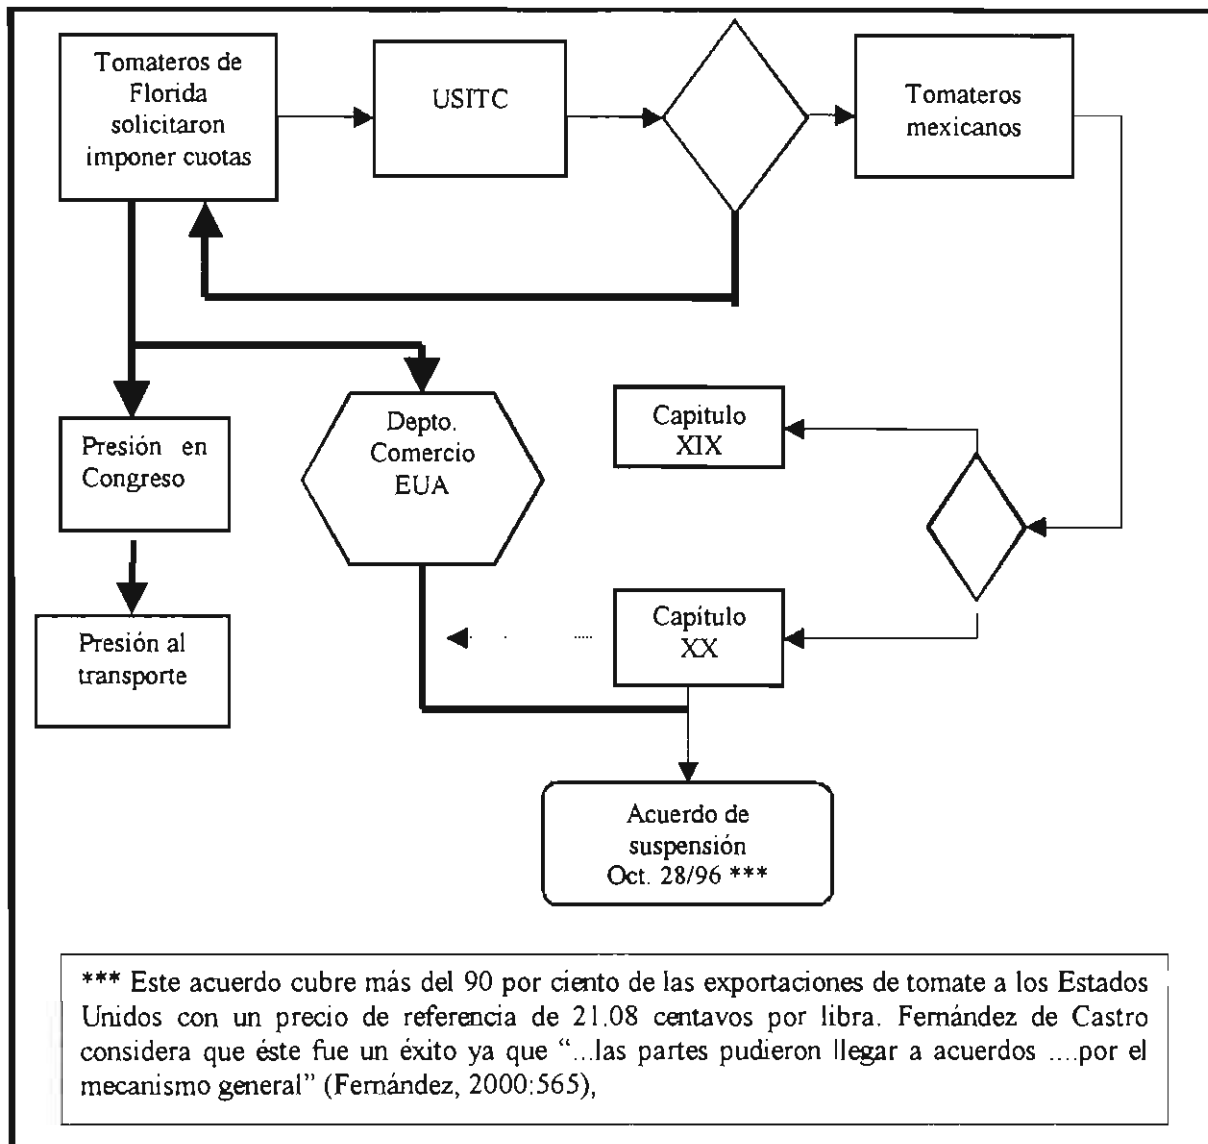 Tomateros de
Florida
solicitaron
imponer cuotas
USITC
Tomateros
mexicanos
Presión en
Congreso
Depto.
Comercio
EUA
Capitulo
XIX
Presión al
transporte
Capítulo
XX
Acuerdo de
suspensión
Oct. 28/96 ***
*** Este acuerdo cubre más del 90 por ciento de las exportaciones de tomate a los Estados
Unidos con un precio de referencia de 21.08 centavos por libra. Fernández de Castro
considera que éste fue un éxito ya que “...las partes pudieron llegar a acuerdos ....por el
mecanismo general” (Fernández, 2000:565),